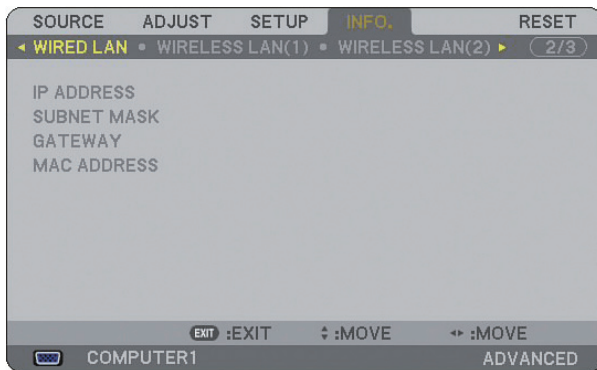 SOURCE ADJUST SETUP INFO. RESET
WIRED LAN • WIRELESS LAN(1) • WIRELESS LAN(2) 2/3
IP ADDRESS
SUBNET MASK
GATEWAY
MAC ADDRESS
EXIT :EXIT :MOVE :MOVE
COMPUTER1 ADVANCED